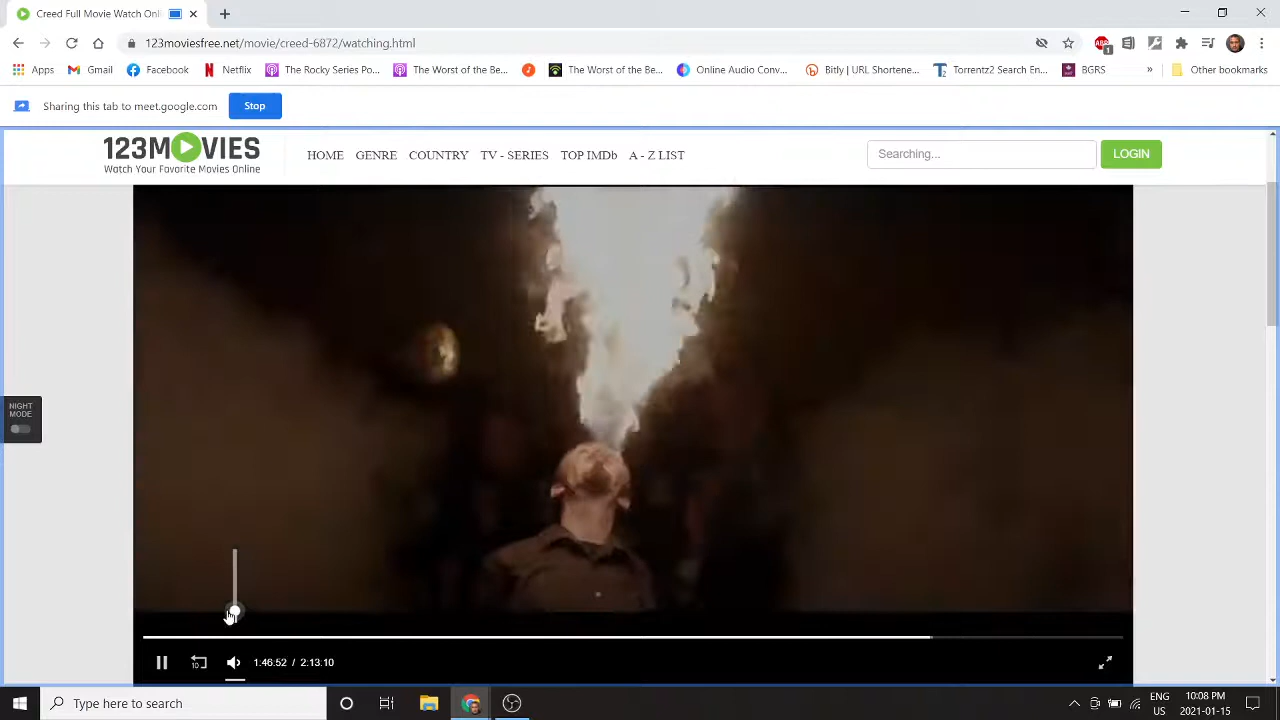 Creed Full Movie Watch Onli
123moviesfree.net/movie/creed-6872/watching.html
1
Apps
Gmail
Facebook
Netflix
The Rocky Series Po...
The Worst of the Be...
The Worst of the Be...
Online Audio Conv...
Bitly | URL Shortene...
Torrentz2 Search En...
BGRS
»
Other bookmarks
Sharing this tab to meet.google.com
Stop
123MOVIES
Watch Your Favorite Movies Online
HOME
GENRE
COUNTRY
TV - SERIES
TOP IMDb
A - Z LIST
Searching...
LOGIN
NIGHT
MODE
10
1.46.52 / 2.13.10
Type here to search
ENG
US
10:08 PM
2021-01-15